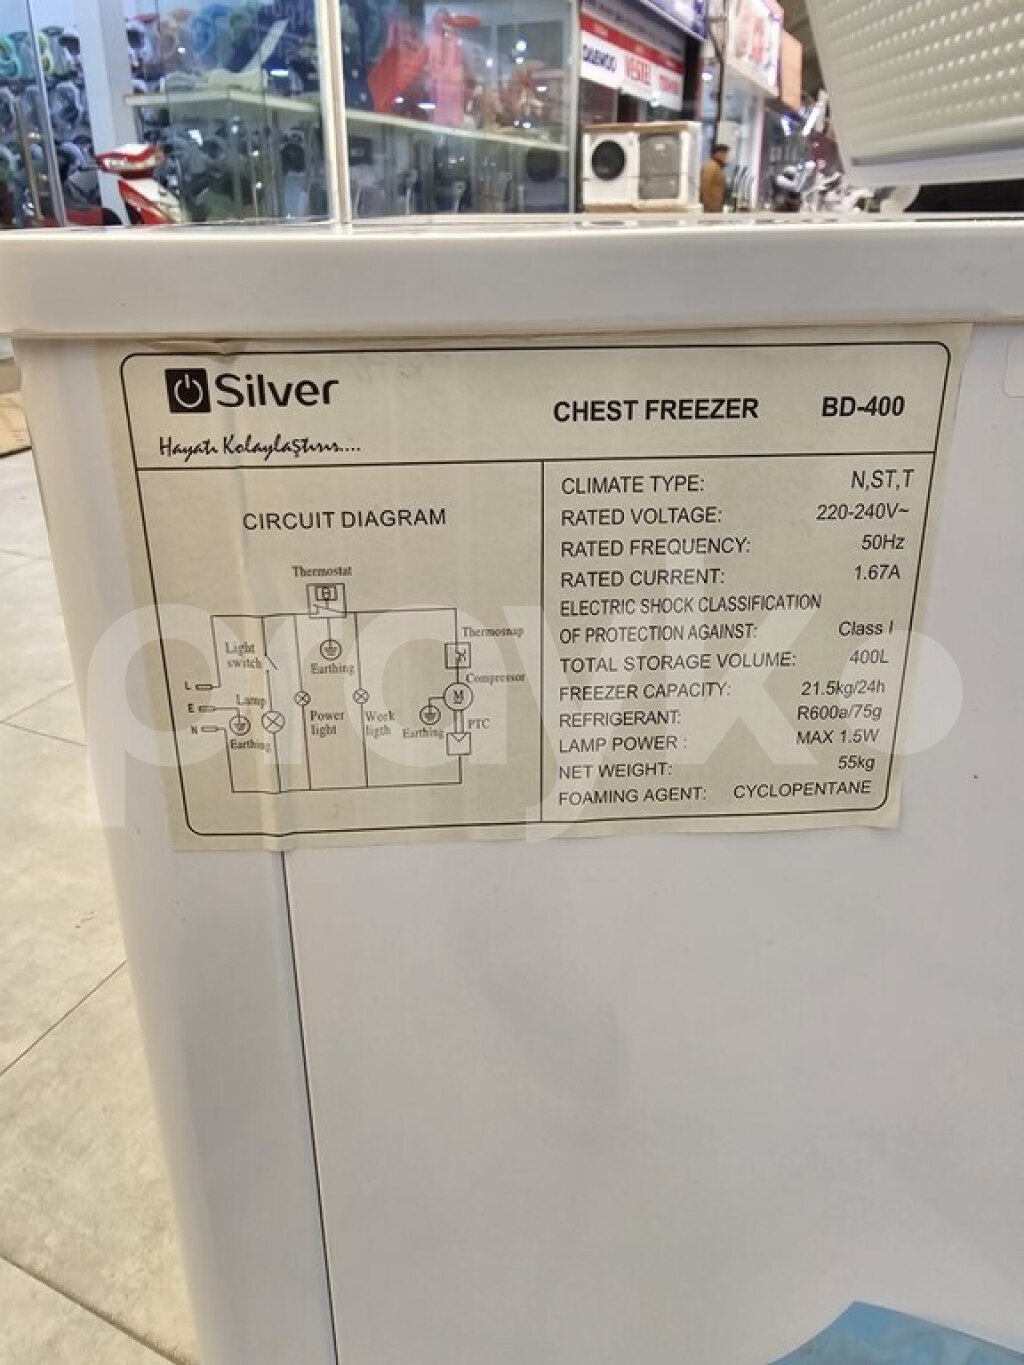 DAEWOO VESTEL
Silver
Hayatı Kolaylaştırır....
CHEST FREEZER BD-400
CIRCUIT DIAGRAM
Thermostat
Light
switch
Earthing
Thermosnap
Compressor
L
E
N
Lamp
Earthing
Power
light
Work
ligth
Earthing
M
PTC
CLIMATE TYPE: N,ST,T
RATED VOLTAGE: 220-240V~
RATED FREQUENCY: 50Hz
RATED CURRENT: 1.67A
ELECTRIC SHOCK CLASSIFICATION
OF PROTECTION AGAINST: Class I
TOTAL STORAGE VOLUME: 400L
FREEZER CAPACITY: 21.5kg/24h
REFRIGERANT: R600a/75g
LAMP POWER : MAX 1.5W
NET WEIGHT: 55kg
FOAMING AGENT: CYCLOPENTANE